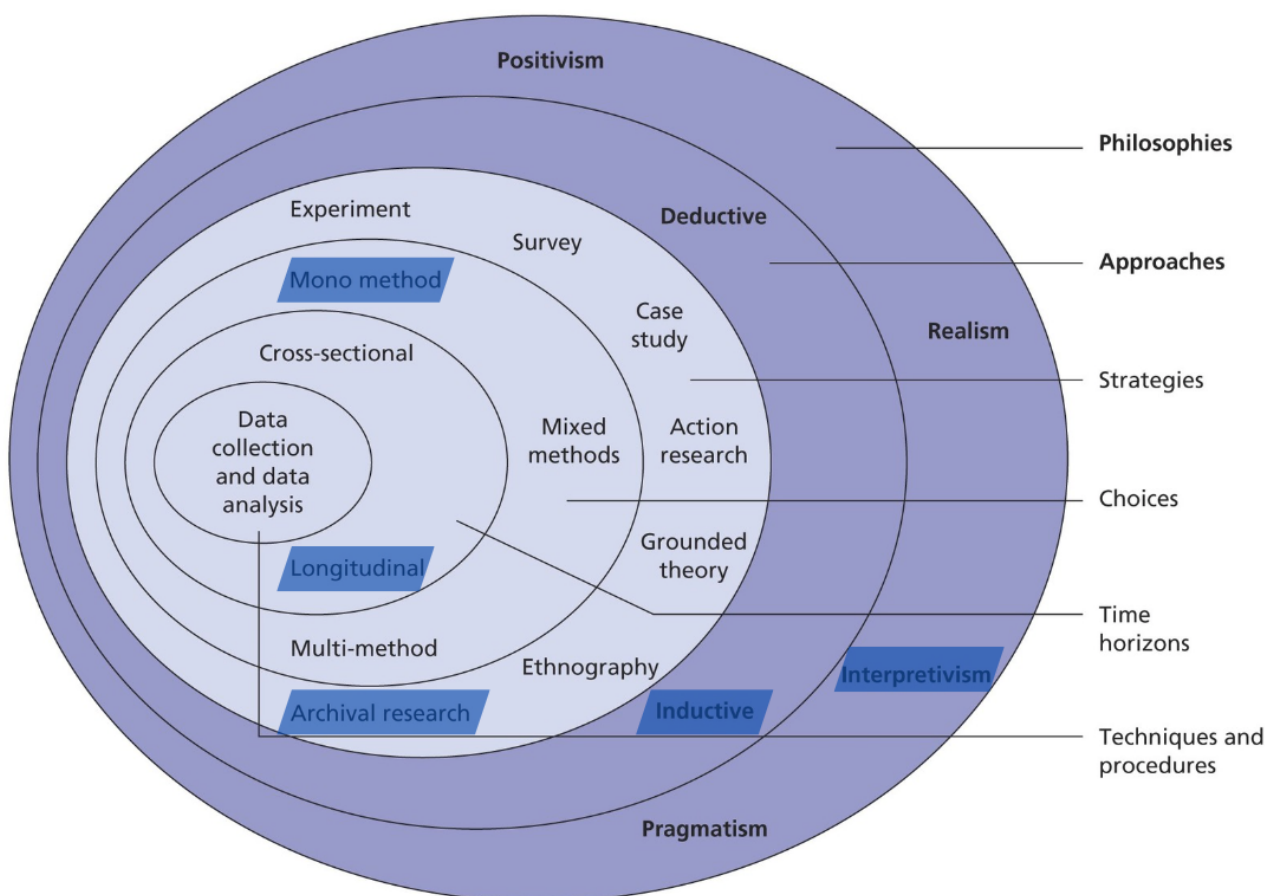 Positivism
Philosophies
Experiment
Deductive
Survey
Approaches
Mono method
Case
study
Realism
Cross-sectional
Strategies
Data
collection
and data
analysis
Mixed
methods
Action
research
Choices
Grounded
theory
Longitudinal
Time
horizons
Multi-method
Ethnography
Interpretivism
Archival research
Inductive
Techniques and
procedures
Pragmatism